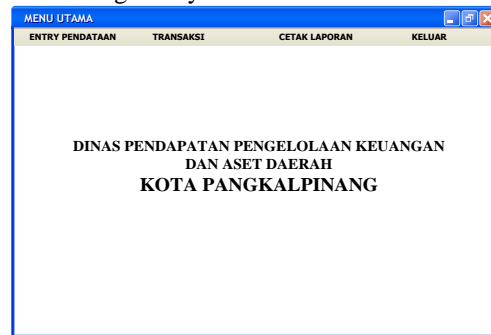 MENU UTAMA
ENTRY PENDATAAN TRANSAKSI CETAK LAPORAN KELUAR
DINAS PENDAPATAN PENGELOLAAN KEUANGAN
DAN ASET DAERAH
KOTA PANGKALPINANG